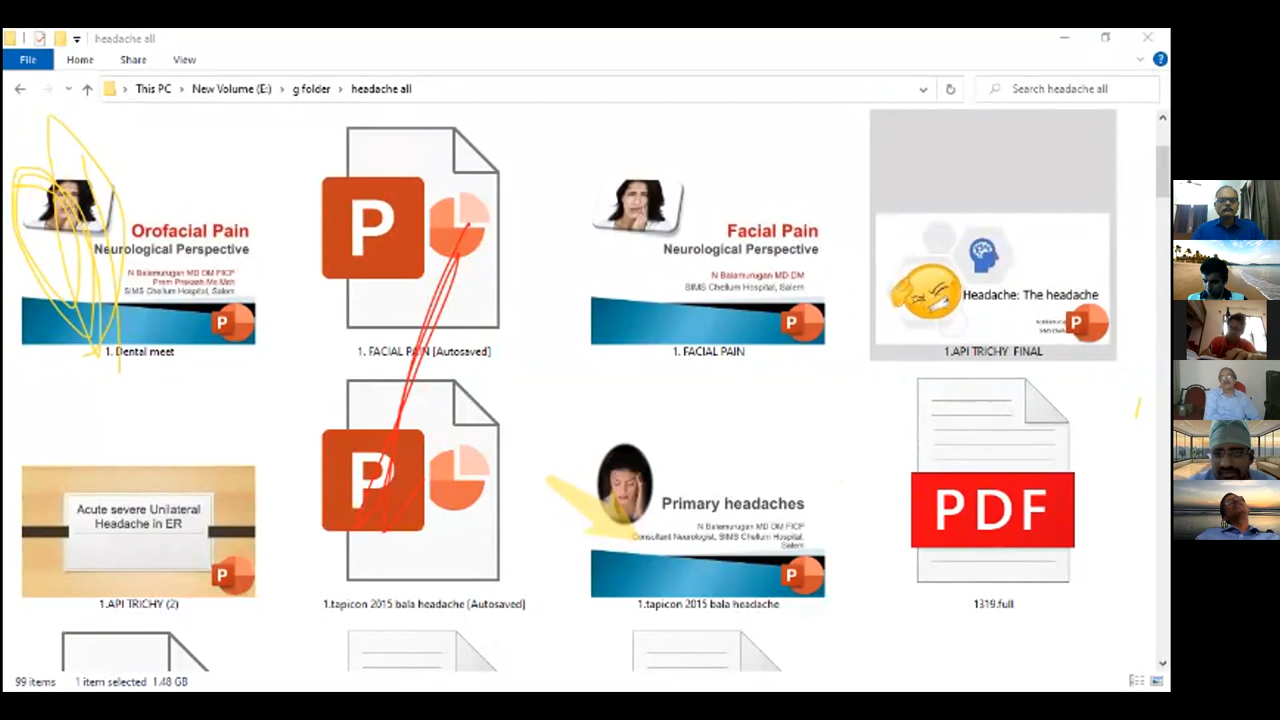 headache all
File Home Share View
This PC New Volume (E:) g folder headache all
Search headache all
Orofacial Pain
Neurological Perspective
N Balamurugan MD DM FICP
Prem Prakash Ms Mch
SIMS Chellum Hospital, Salem
1. Dental meet
P
1. FACIAL PAIN [Autosaved]
Facial Pain
Neurological Perspective
N Balamurugan MD DM
SIMS Chellum Hospital, Salem
P
1. FACIAL PAIN
Headache: The headache
P
1.API TRICHY FINAL
Acute severe Unilateral
Headache in ER
P
1.API TRICHY (2)
P
1.tapicon 2015 bala headache [Autosaved]
Primary headaches
N Balamurugan MD DM FICP
Consultant Neurologist, SIMS Chellum Hospital,
Salem
P
1.tapicon 2015 bala headache
PDF
1319.full
99 items 1 item selected 1.48 GB